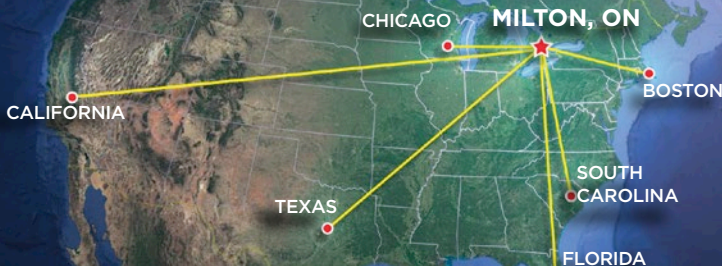 CHICAGO
MILTON, ON
BOSTON
CALIFORNIA
SOUTH
CAROLINA
TEXAS
FLORIDA